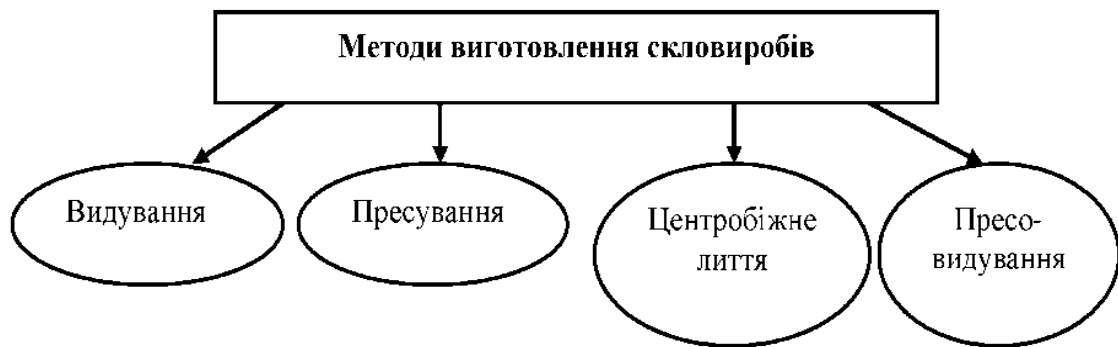 Методи виготовлення скловиробів
Видування
Пресування
Центробіжне
лиття
Пресо-
видування